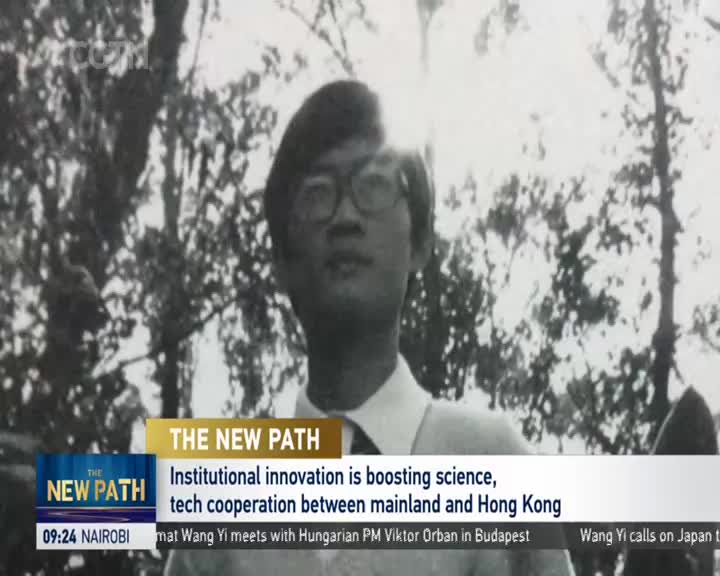 CGTN
THE NEW PATH
Institutional innovation is boosting science,
tech cooperation between mainland and Hong Kong
THE
NEW PATH
09:24 NAIROBI
mat Wang Yi meets with Hungarian PM Viktor Orban in Budapest Wang Yi calls on Japan t